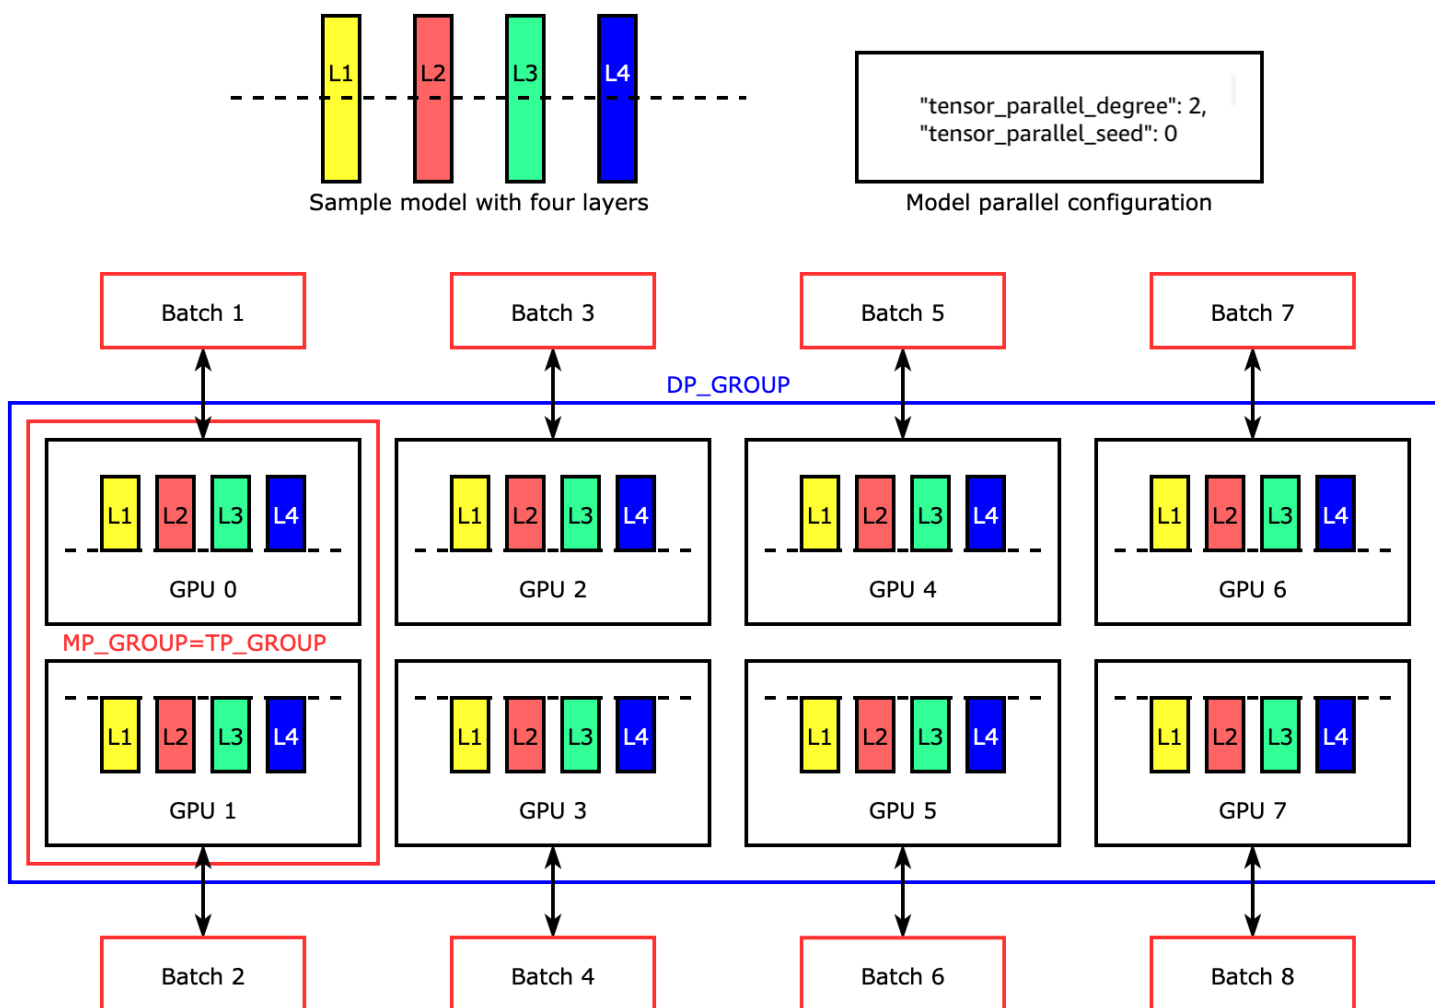 L1 L2 L3 L4
"tensor_parallel_degree": 2,
"tensor_parallel_seed": 0
Sample model with four layers
Model parallel configuration
Batch 1 Batch 3 Batch 5 Batch 7
DP_GROUP
L1 L2 L3 L4 L1 L2 L3 L4 L1 L2 L3 L4 L1 L2 L3 L4
GPU 0 GPU 2 GPU 4 GPU 6
MP_GROUP=TP_GROUP
L1 L2 L3 L4 L1 L2 L3 L4 L1 L2 L3 L4 L1 L2 L3 L4
GPU 1 GPU 3 GPU 5 GPU 7
Batch 2 Batch 4 Batch 6 Batch 8